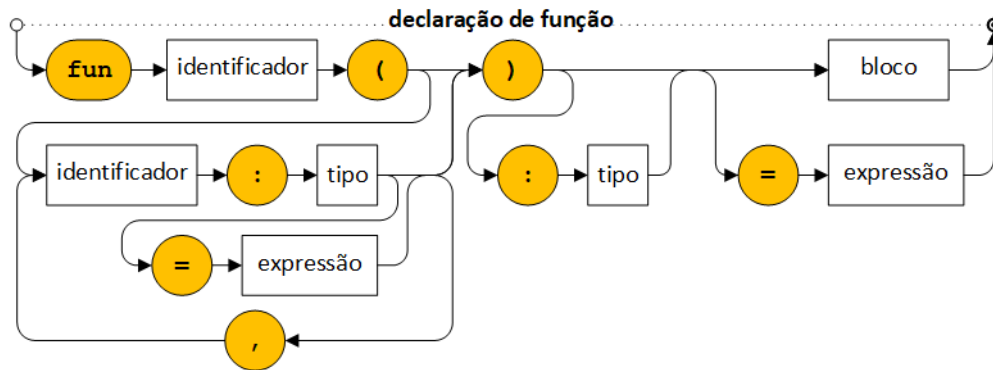 declaração de função
fun identificador ( ) bloco
identificador : tipo : tipo = expressão
= expressão
,